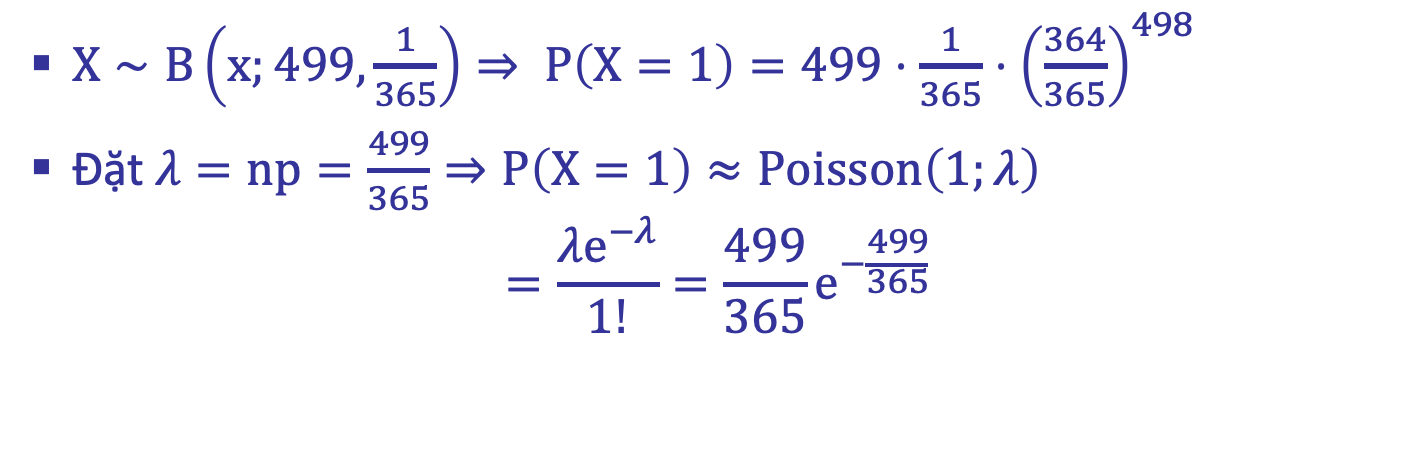 ▪ X ~ B(x; 499, 1/365) ⇒ P(X = 1) = 499 · 1/365 · (364/365)^498
▪ Đặt λ = np = 499/365 ⇒ P(X = 1) ≈ Poisson(1; λ)
= λe^−λ / 1! = 499/365 e^−499/365